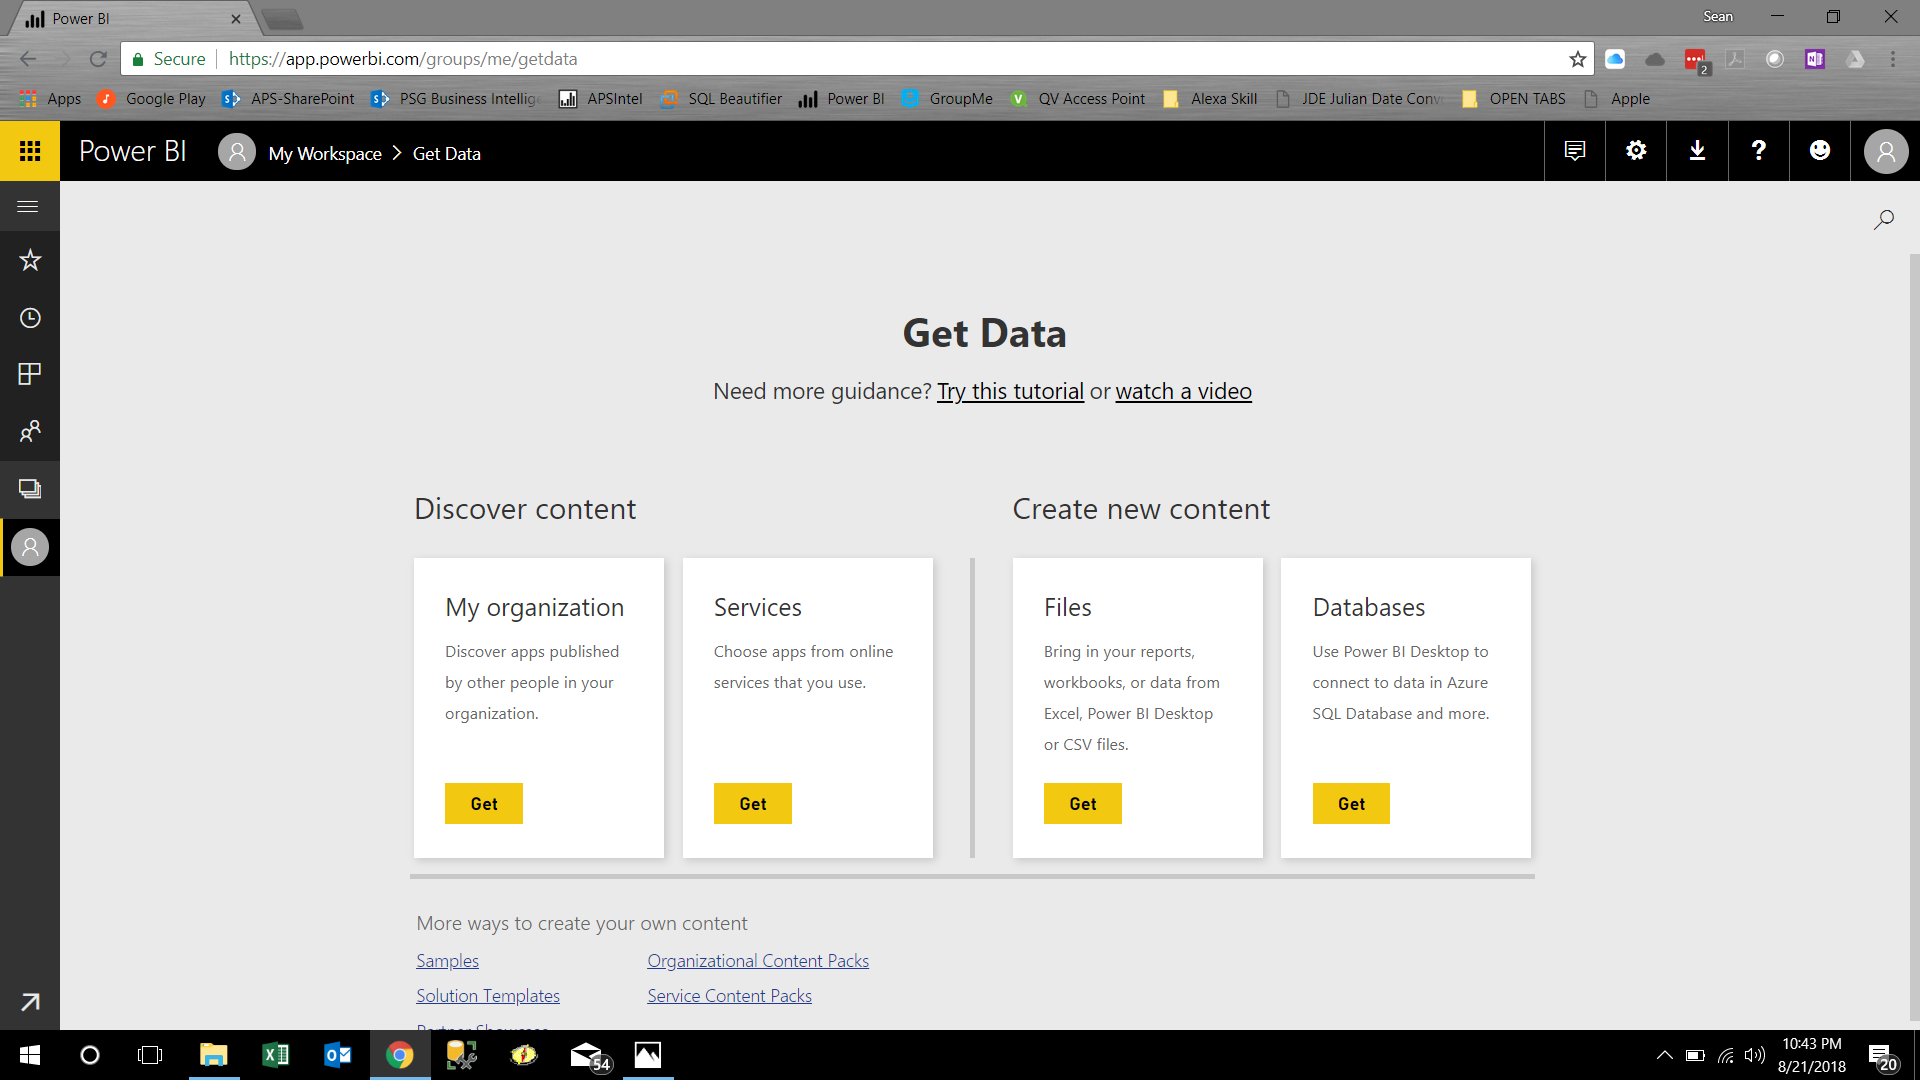 Power BI
Sean
Secure https://app.powerbi.com/groups/me/getdata
2
Apps Google Play APS-SharePoint PSG Business Intellig APSIntel SQL Beautifier Power BI GroupMe QV Access Point Alexa Skill JDE Julian Date Conv OPEN TABS Apple
Power BI My Workspace > Get Data
Get Data
Need more guidance? Try this tutorial or watch a video
Discover content
Create new content
My organization
Discover apps published
by other people in your
organization.
Get
Services
Choose apps from online
services that you use.
Get
Files
Bring in your reports,
workbooks, or data from
Excel, Power BI Desktop
or CSV files.
Get
Databases
Use Power BI Desktop to
connect to data in Azure
SQL Database and more.
Get
More ways to create your own content
Samples
Organizational Content Packs
Solution Templates
Service Content Packs
Partner Showcase
54
10:43 PM
8/21/2018
20